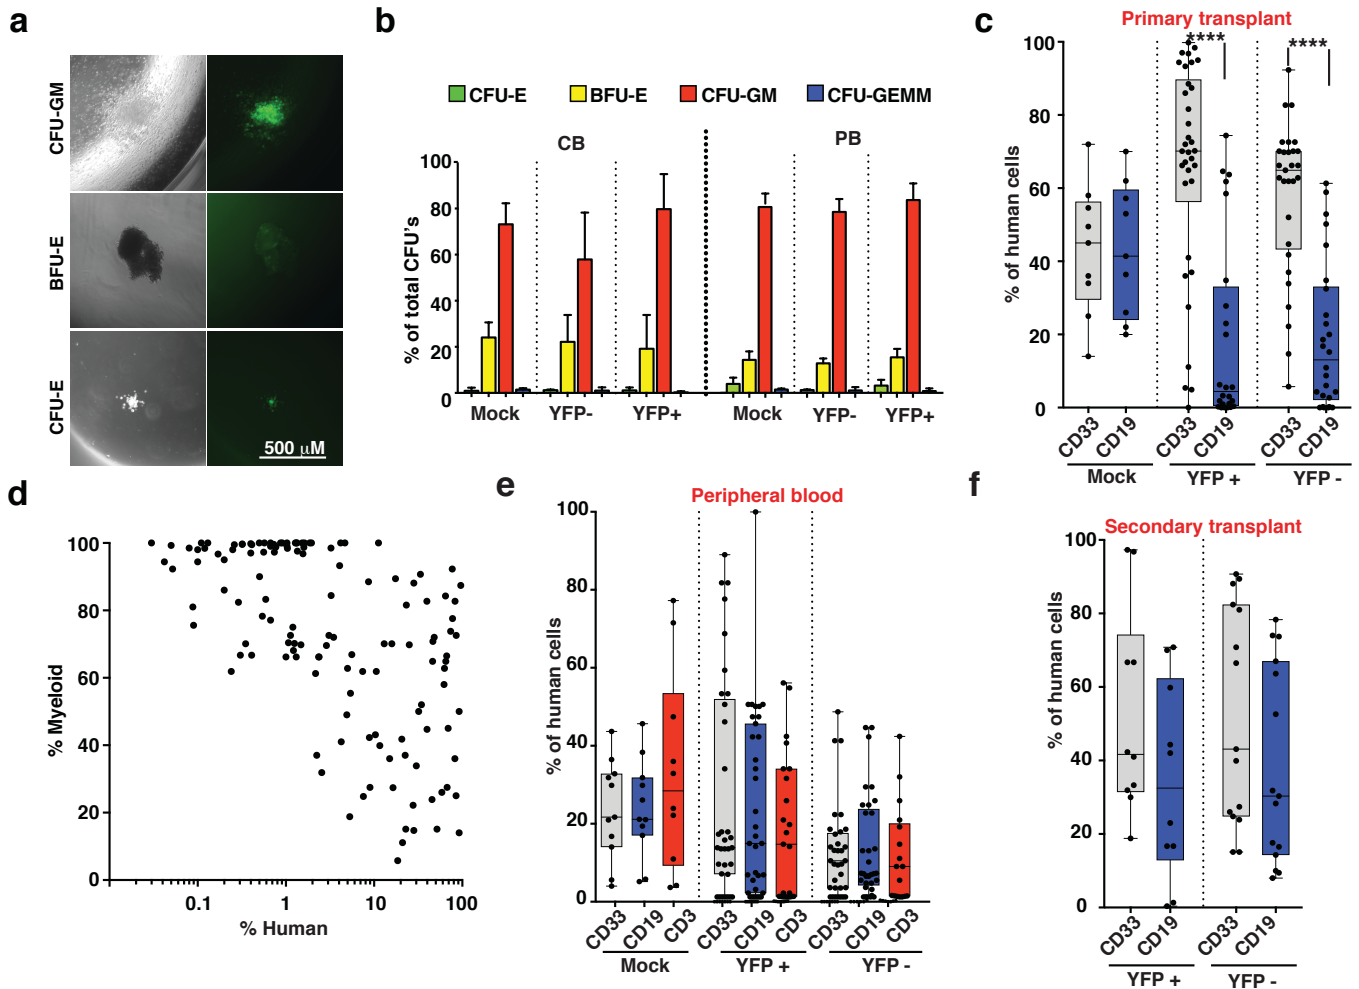 a
CFU-GM
BFU-E
CFU-E
500 μM
b
CFU-E BFU-E CFU-GM CFU-GEMM
CB PB
% of total CFU's
100
80
60
40
20
0
Mock YFP- YFP+ Mock YFP- YFP+
c
Primary transplant
**** ****
% of human cells
100
80
60
40
20
0
CD33 CD19 CD33 CD19 CD33 CD19
Mock YFP + YFP -
d
% Myeloid
100
80
60
40
20
0
0.1 1 10 100
% Human
e
Peripheral blood
% of human cells
100
80
60
40
20
0
CD33 CD19 CD3 CD33 CD19 CD3 CD33 CD19 CD3
Mock YFP + YFP -
f
Secondary transplant
% of human cells
100
80
60
40
20
0
CD33 CD19 CD33 CD19
YFP + YFP -